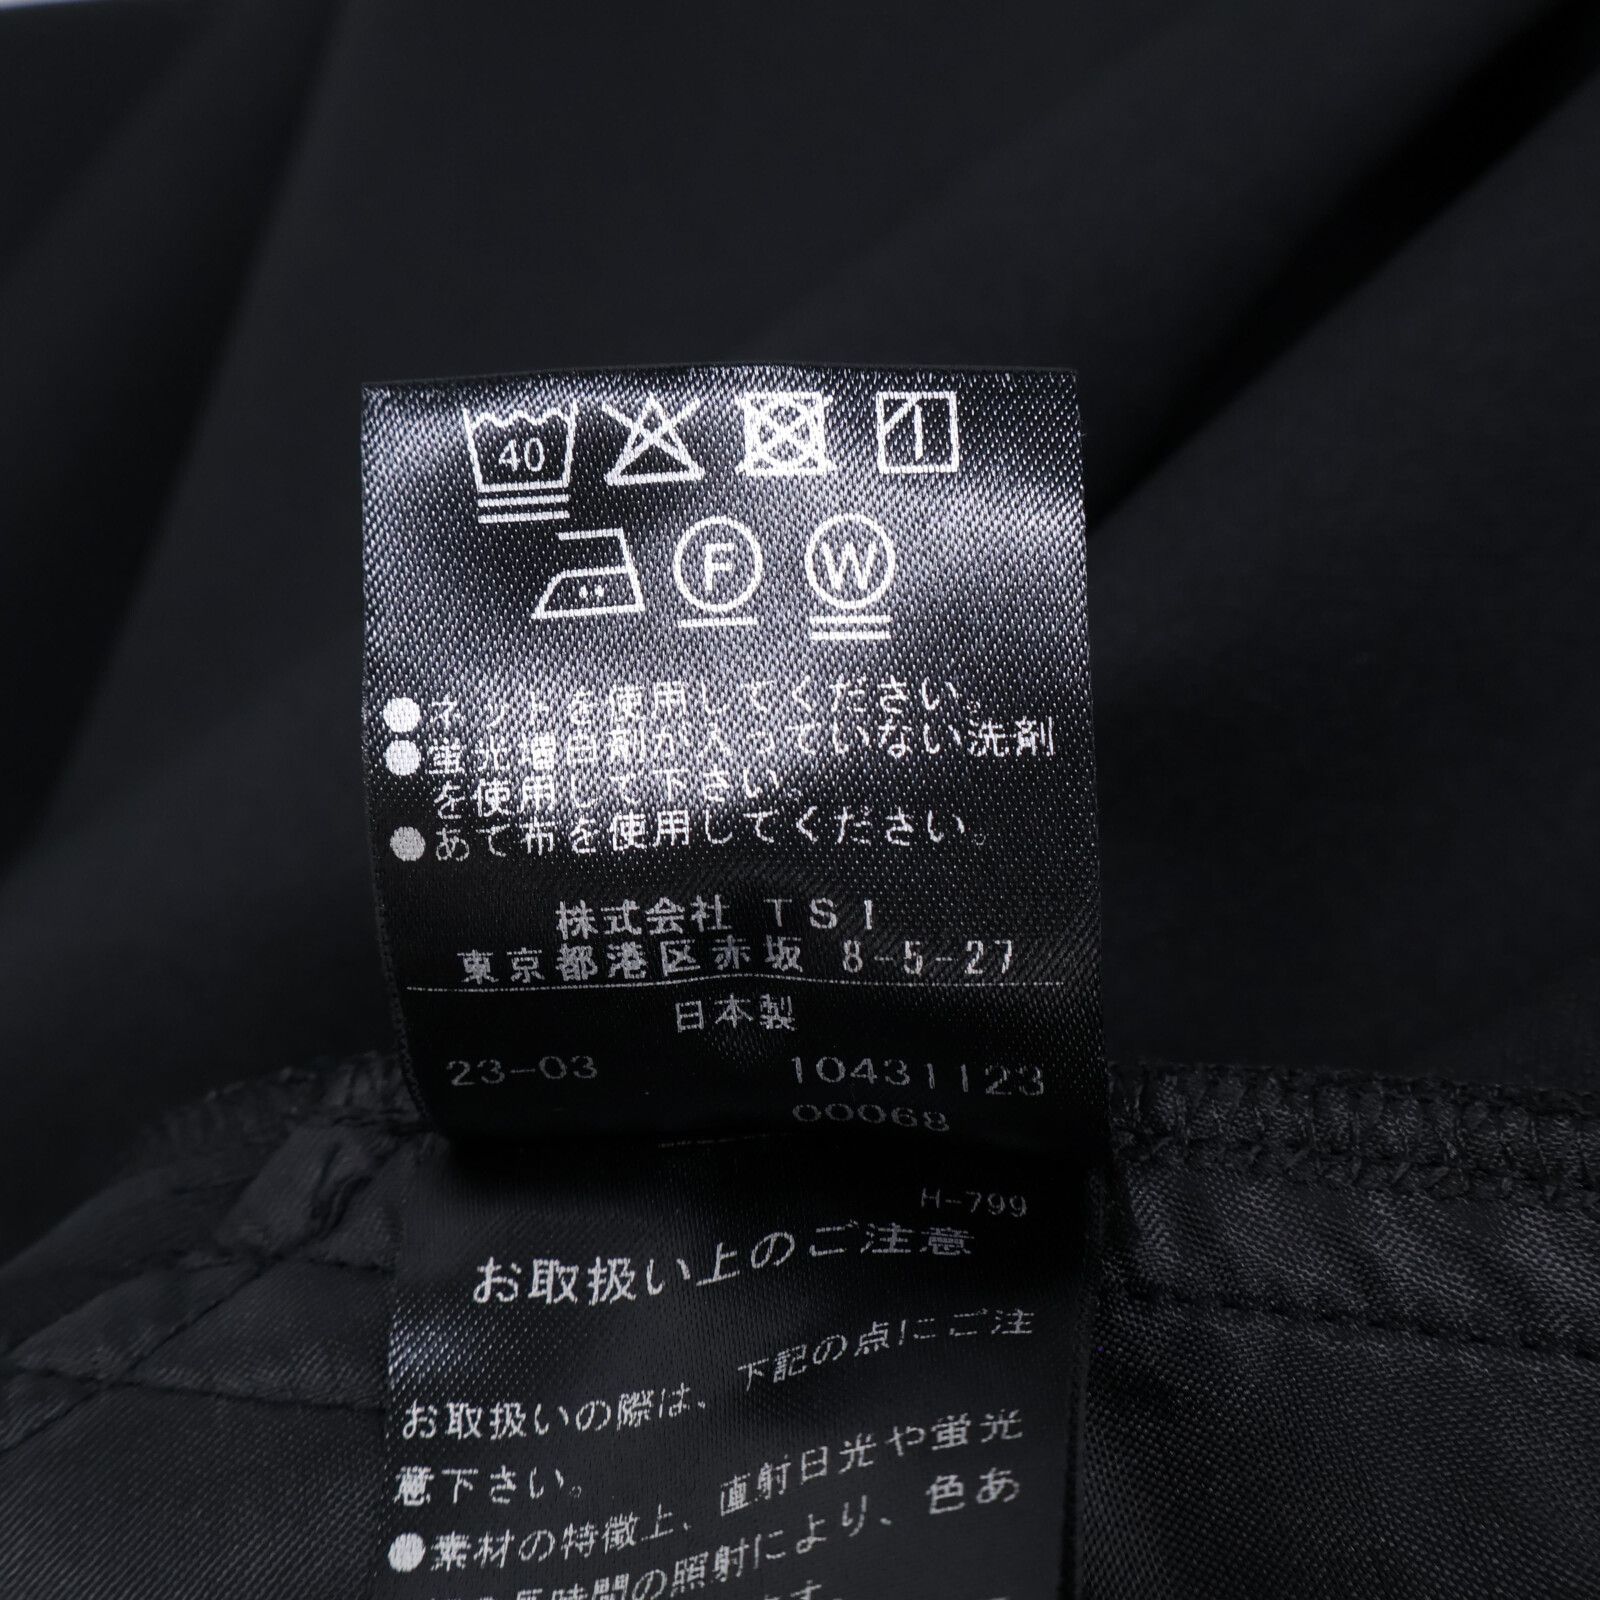 40
F W
●ネットを使用してください。
●蛍光増白剤が入っていない洗剤
を使用して下さい。
●あて布を使用してください。
株式会社 TSI
東京都港区赤坂 8-5-27
日本製
23-03 10431123
00068
H-799
お取扱い上のご注意
お取扱いの際は、下記の点にご注
意下さい。
●素材の特徴上、直射日光や蛍光
長時間の照射により、色あ
ます。